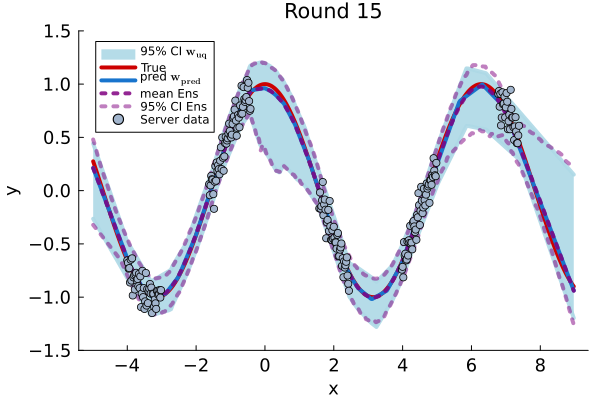 Round 15
1.5
1.0
0.5
0.0
−0.5
−1.0
−1.5
y
95% CI w_uq
True
pred w_pred
mean Ens
95% CI Ens
Server data
−4 −2 0 2 4 6 8
x